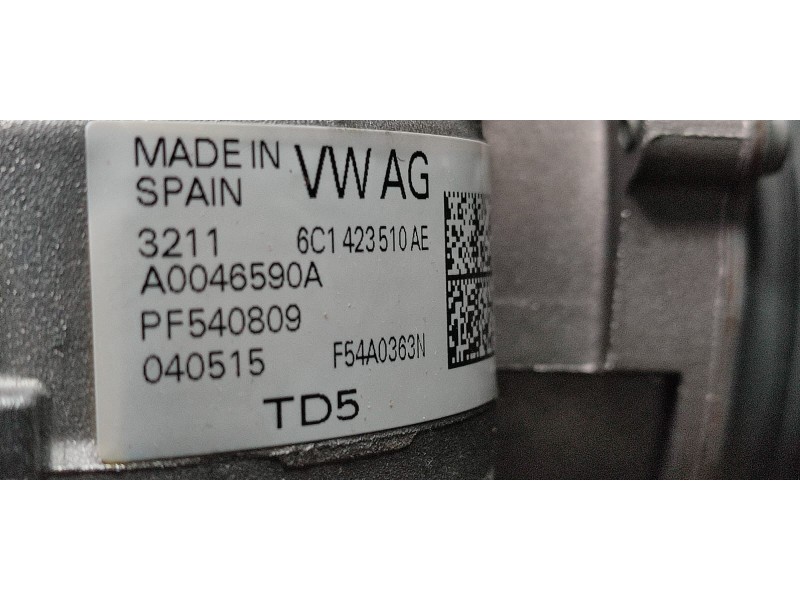 MADE IN VW AG
SPAIN
3211 6C1 423 510 AE
A0046590A
PF540809
040515 F54A0363N
TD5